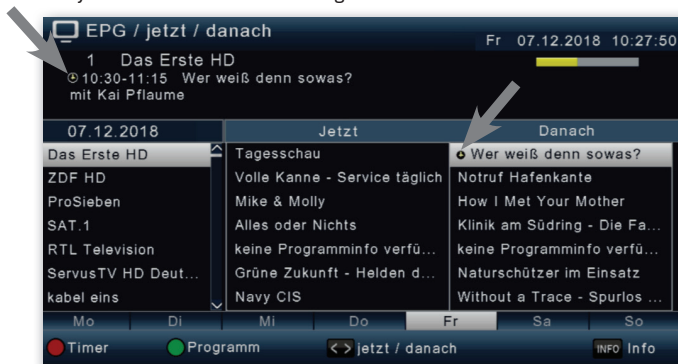 EPG / jetzt / danach
Fr 07.12.2018 10:27:50
1 Das Erste HD
10:30-11:15 Wer weiß denn sowas?
mit Kai Pflaume
07.12.2018 Jetzt Danach
Das Erste HD Tagesschau Wer weiß denn sowas?
ZDF HD Volle Kanne - Service täglich Notruf Hafenkante
ProSieben Mike & Molly How I Met Your Mother
SAT.1 Alles oder Nichts Klinik am Südring - Die Fa...
RTL Television keine Programminfo verfü... keine Programminfo verfü...
ServusTV HD Deut... Grüne Zukunft - Helden d... Naturschützer im Einsatz
kabel eins Navy CIS Without a Trace - Spurlos ...
Mo Di Mi Do Fr Sa So
Timer Programm < > jetzt / danach INFO Info